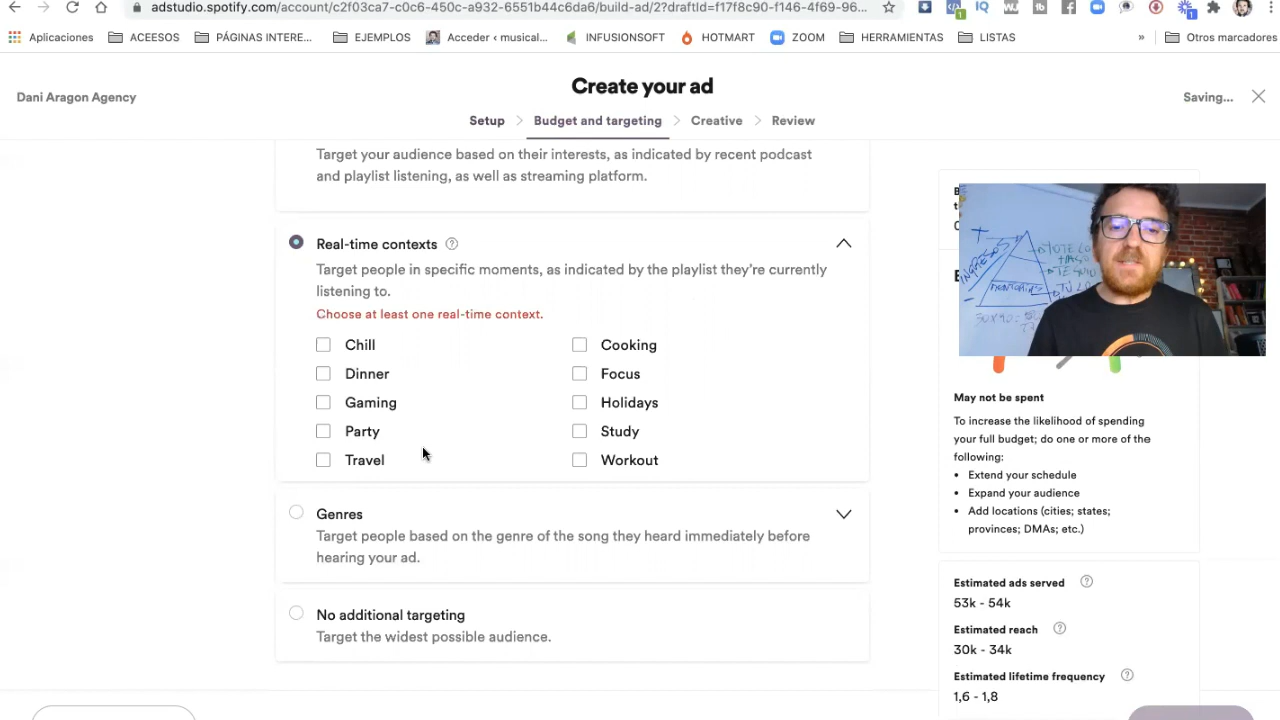 adstudio.spotify.com/account/c2f03ca7-c0c6-450c-a932-6551b44c6da6/build-ad/2?draftId=f17f8c90-f146-4f69-96...
Aplicaciones
ACEESOS
PÁGINAS INTERE...
EJEMPLOS
Acceder ‹ musical...
INFUSIONSOFT
HOTMART
ZOOM
HERRAMIENTAS
LISTAS
»
Otros marcadores
Create your ad
Dani Aragon Agency
Saving...
Setup > Budget and targeting > Creative > Review
Target your audience based on their interests, as indicated by recent podcast
and playlist listening, as well as streaming platform.
Real-time contexts ?
Target people in specific moments, as indicated by the playlist they're currently
listening to.
Choose at least one real-time context.
Chill
Cooking
Dinner
Focus
Gaming
Holidays
Party
Study
Travel
Workout
Genres
Target people based on the genre of the song they heard immediately before
hearing your ad.
No additional targeting
Target the widest possible audience.
May not be spent
To increase the likelihood of spending
your full budget; do one or more of the
following:
• Extend your schedule
• Expand your audience
• Add locations (cities; states;
provinces; DMAs; etc.)
Estimated ads served ?
53k - 54k
Estimated reach ?
30k - 34k
Estimated lifetime frequency ?
1,6 - 1,8